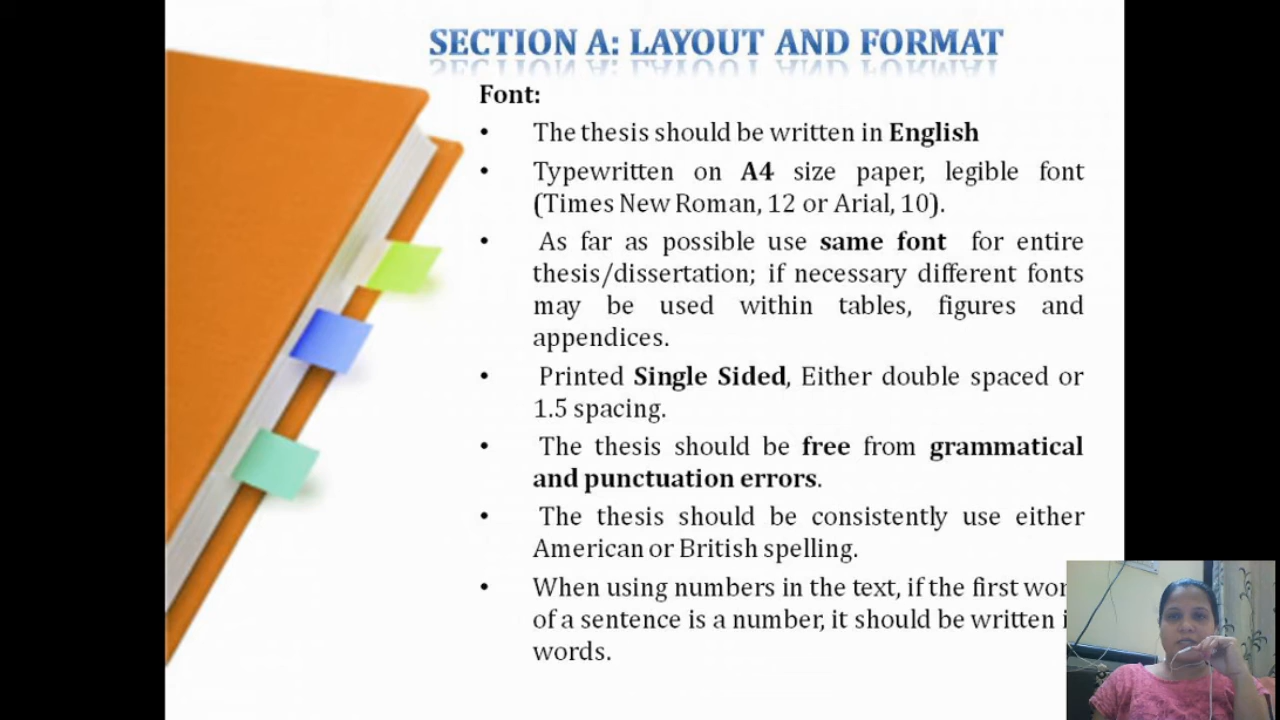 SECTION A: LAYOUT AND FORMAT
Font:
• The thesis should be written in English
• Typewritten on A4 size paper, legible font
(Times New Roman, 12 or Arial, 10).
• As far as possible use same font for entire
thesis/dissertation; if necessary different fonts
may be used within tables, figures and
appendices.
• Printed Single Sided, Either double spaced or
1.5 spacing.
• The thesis should be free from grammatical
and punctuation errors.
• The thesis should be consistently use either
American or British spelling.
• When using numbers in the text, if the first
of a sentence is a number, it should be written
words.